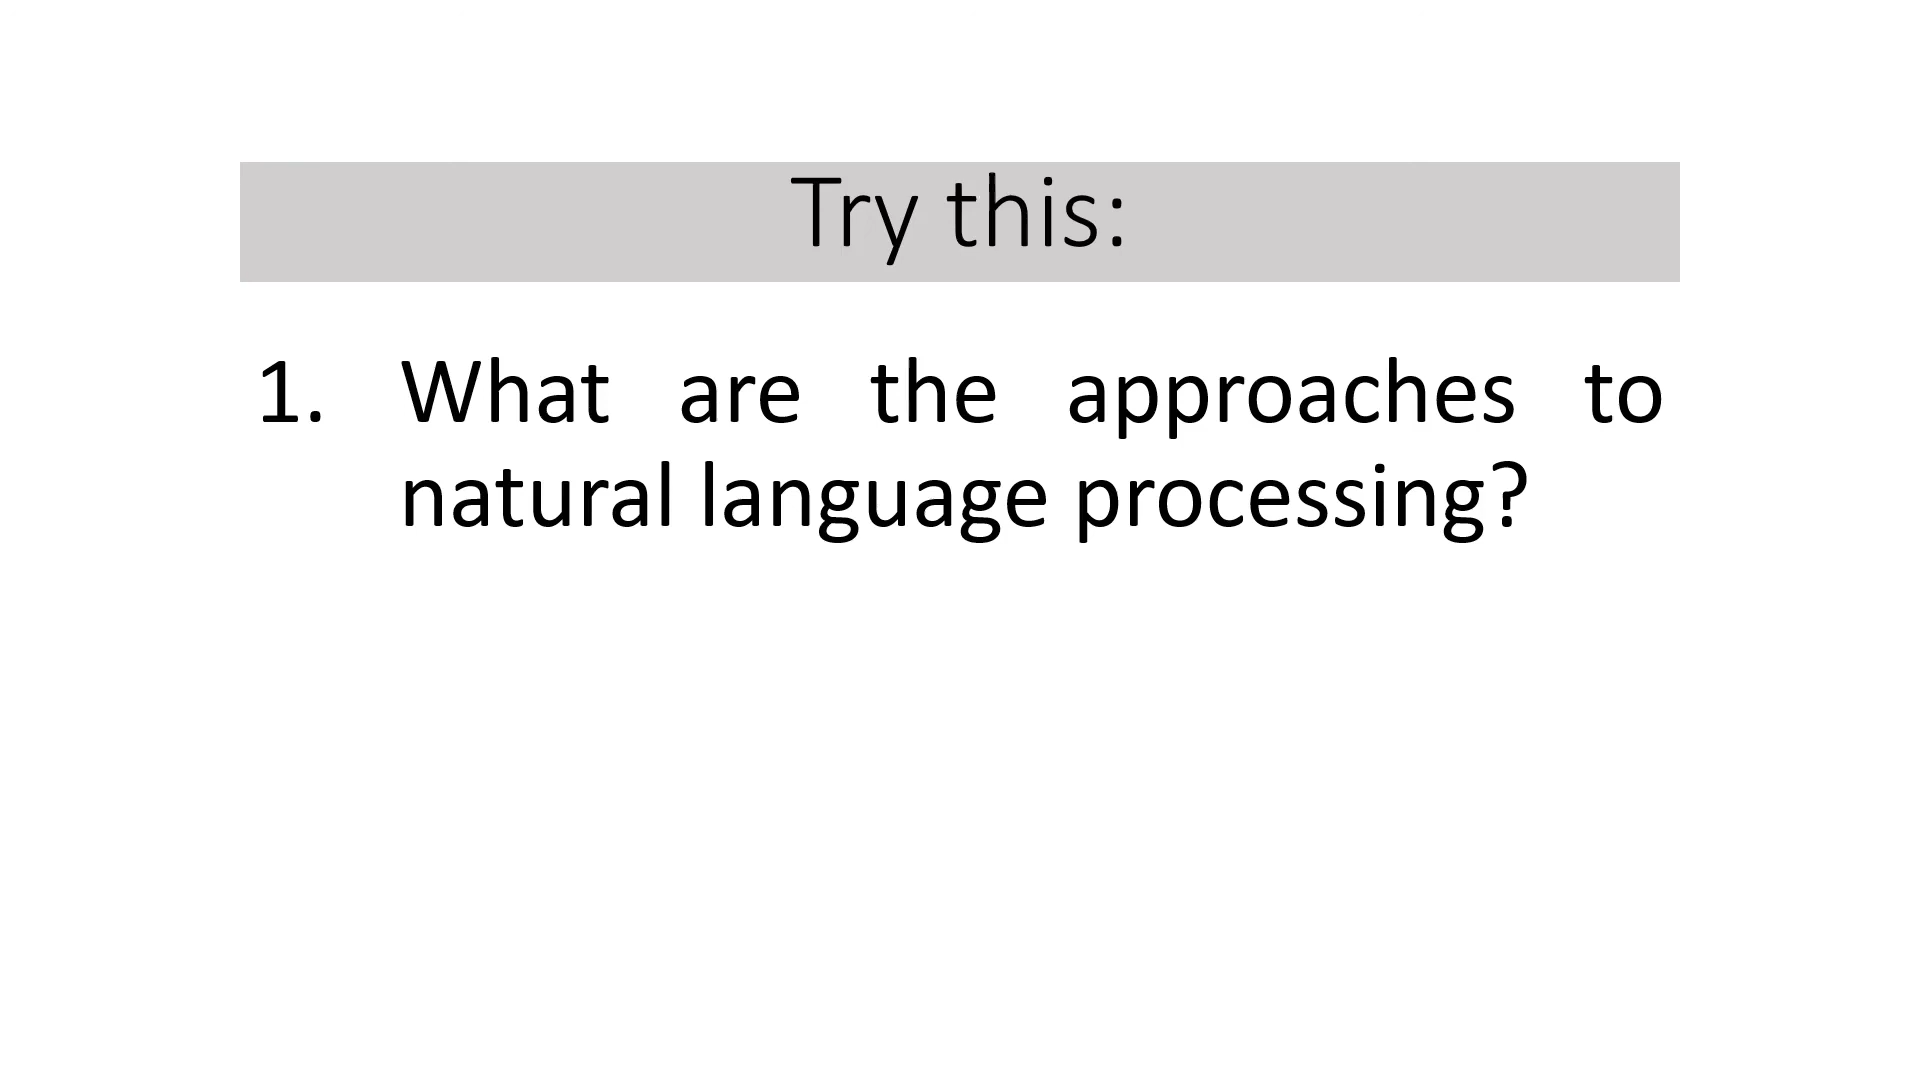 Try this:
1. What are the approaches to
natural language processing?